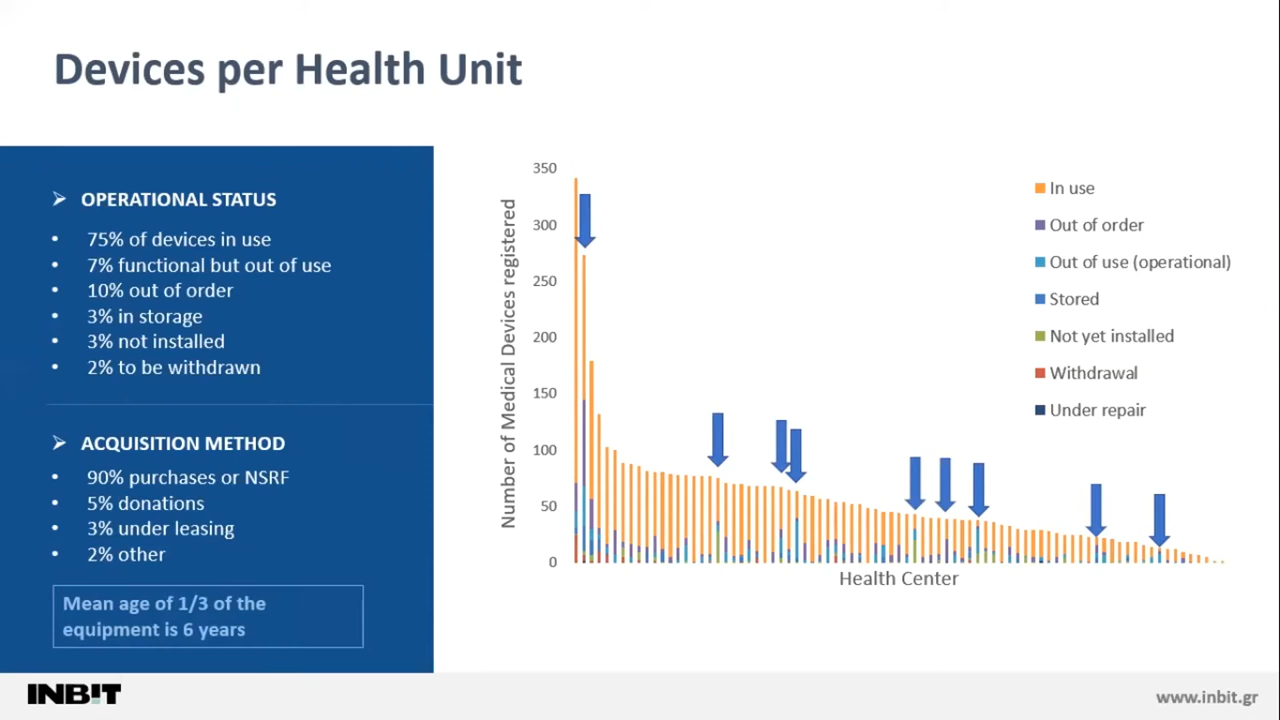 Devices per Health Unit
OPERATIONAL STATUS
75% of devices in use
7% functional but out of use
10% out of order
3% in storage
3% not installed
2% to be withdrawn
ACQUISITION METHOD
90% purchases or NSRF
5% donations
3% under leasing
2% other
Mean age of 1/3 of the
equipment is 6 years
Number of Medical Devices registered
350
300
250
200
150
100
50
0
Health Center
In use
Out of order
Out of use (operational)
Stored
Not yet installed
Withdrawal
Under repair
INBIT
www.inbit.gr